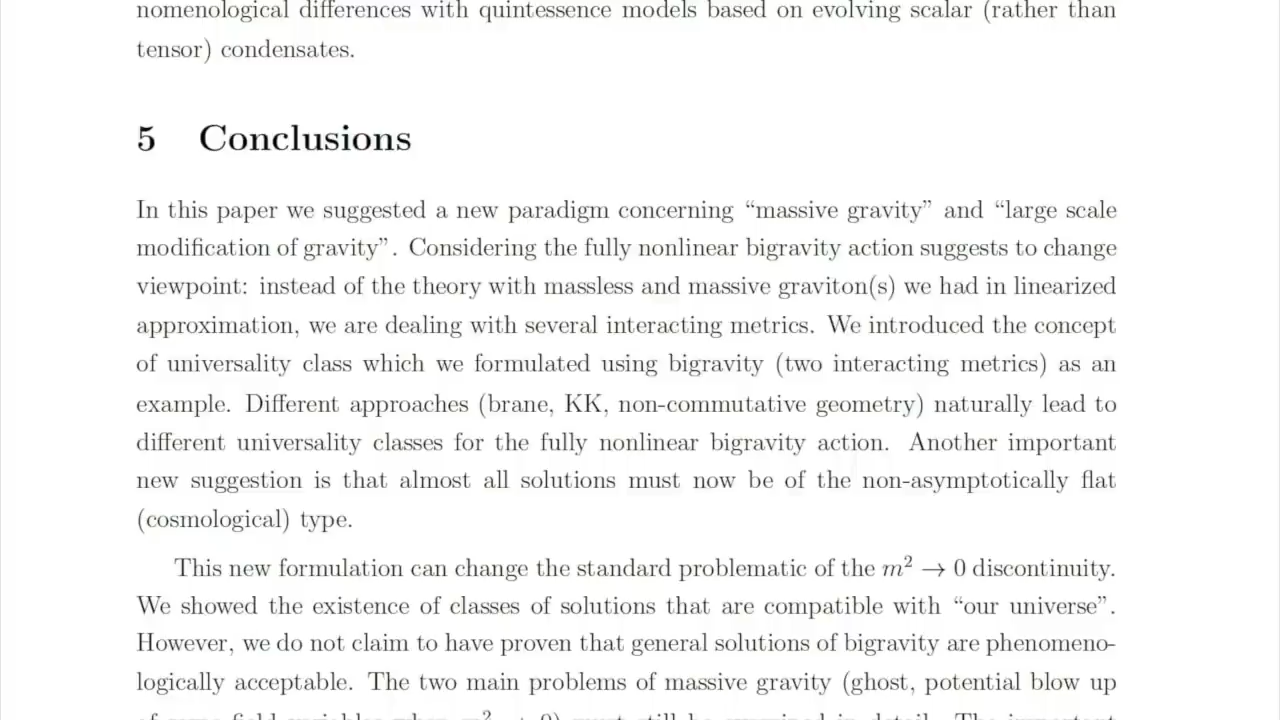 nomenological differences with quintessence models based on evolving scalar (rather than
tensor) condensates.
5 Conclusions
In this paper we suggested a new paradigm concerning “massive gravity” and “large scale
modification of gravity”. Considering the fully nonlinear bigravity action suggests to change
viewpoint: instead of the theory with massless and massive graviton(s) we had in linearized
approximation, we are dealing with several interacting metrics. We introduced the concept
of universality class which we formulated using bigravity (two interacting metrics) as an
example. Different approaches (brane, KK, non-commutative geometry) naturally lead to
different universality classes for the fully nonlinear bigravity action. Another important
new suggestion is that almost all solutions must now be of the non-asymptotically flat
(cosmological) type.
This new formulation can change the standard problematic of the m² → 0 discontinuity.
We showed the existence of classes of solutions that are compatible with “our universe”.
However, we do not claim to have proven that general solutions of bigravity are phenomeno-
logically acceptable. The two main problems of massive gravity (ghost, potential blow up